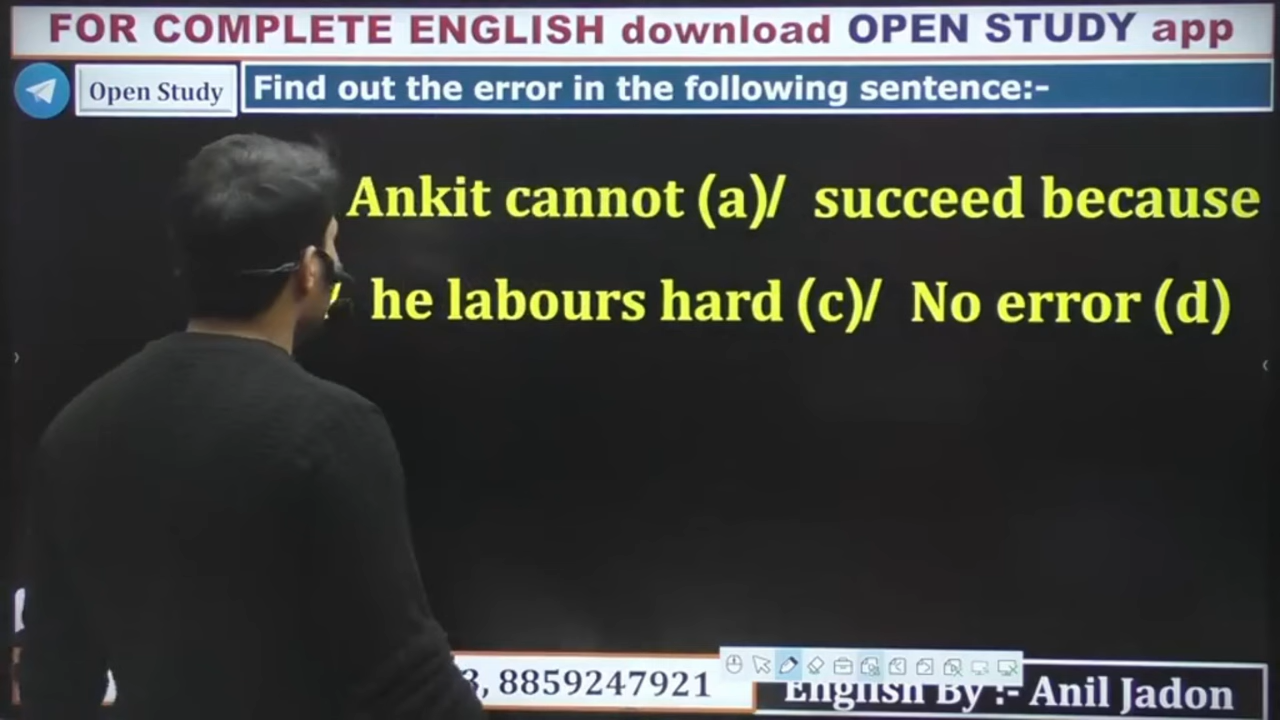 FOR COMPLETE ENGLISH download OPEN STUDY app
Open Study
Find out the error in the following sentence:-
Ankit cannot (a)/ succeed because
he labours hard (c)/ No error (d)
3, 8859247921
English By :- Anil Jadon